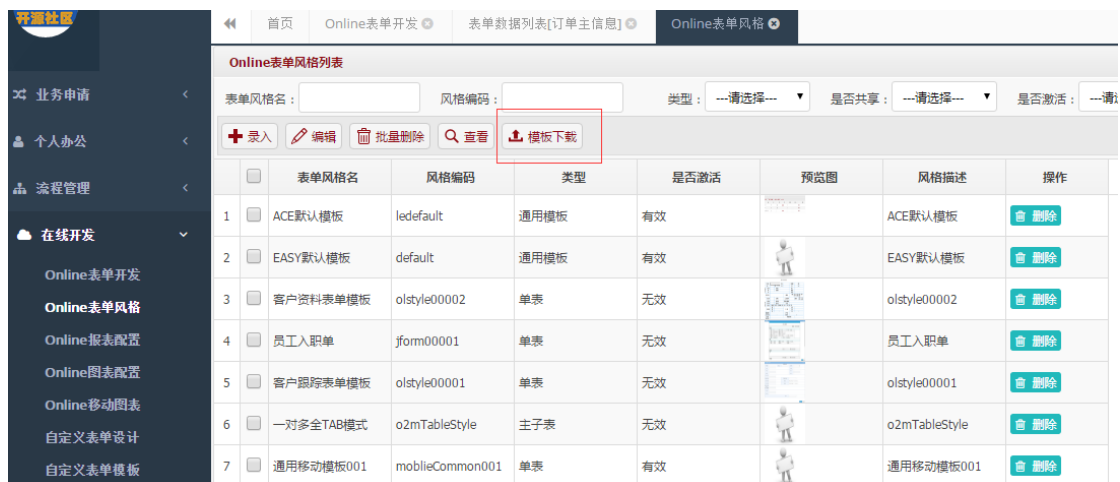 开源社区
首页 Online表单开发 表单数据列表[订单主信息] Online表单风格
Online表单风格列表
表单风格名： 风格编码： 类型： ---请选择--- 是否共享： ---请选择--- 是否激活：
录入 编辑 批量删除 查看 模板下载
表单风格名 风格编码 类型 是否激活 预览图 风格描述 操作
1 ACE默认模板 ledefault 通用模板 有效 ACE默认模板 删除
2 EASY默认模板 default 通用模板 有效 EASY默认模板 删除
3 客户资料表单模板 olstyle00002 单表 无效 olstyle00002 删除
4 员工入职单 jform00001 单表 无效 员工入职单 删除
5 客户跟踪表单模板 olstyle00001 单表 无效 olstyle00001 删除
6 一对多全TAB模式 o2mTableStyle 主子表 无效 o2mTableStyle 删除
7 通用移动模板001 moblieCommon001 单表 有效 通用移动模板001 删除
业务申请
个人办公
流程管理
在线开发
Online表单开发
Online表单风格
Online报表配置
Online图表配置
Online移动图表
自定义表单设计
自定义表单模板